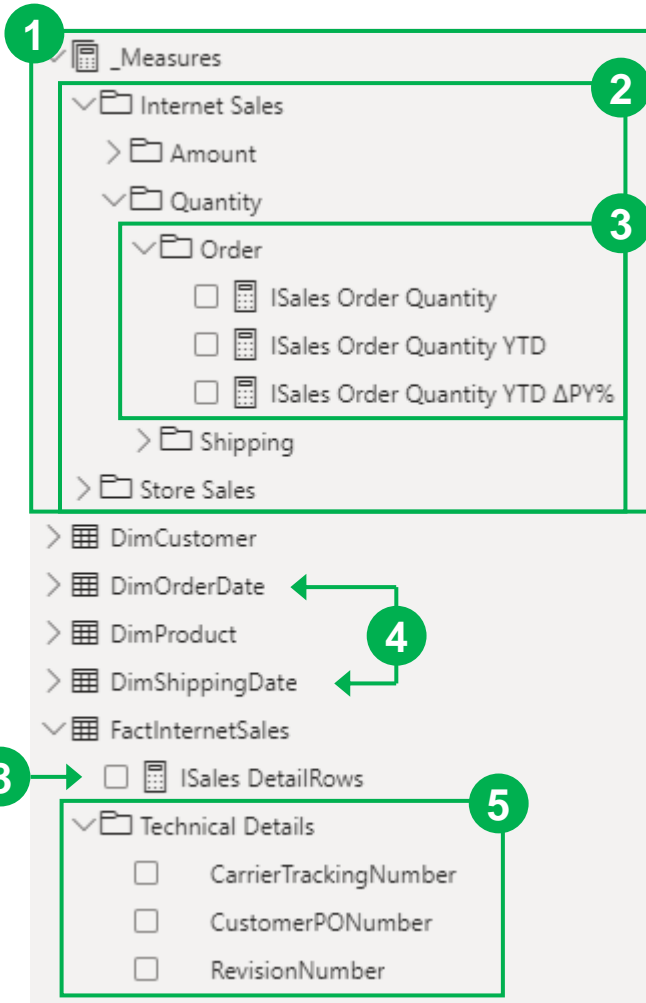 1
_Measures
2
Internet Sales
Amount
Quantity
3
Order
ISales Order Quantity
ISales Order Quantity YTD
ISales Order Quantity YTD ΔPY%
Shipping
Store Sales
DimCustomer
DimOrderDate
4
DimProduct
DimShippingDate
FactInternetSales
3
ISales DetailRows
5
Technical Details
CarrierTrackingNumber
CustomerPONumber
RevisionNumber